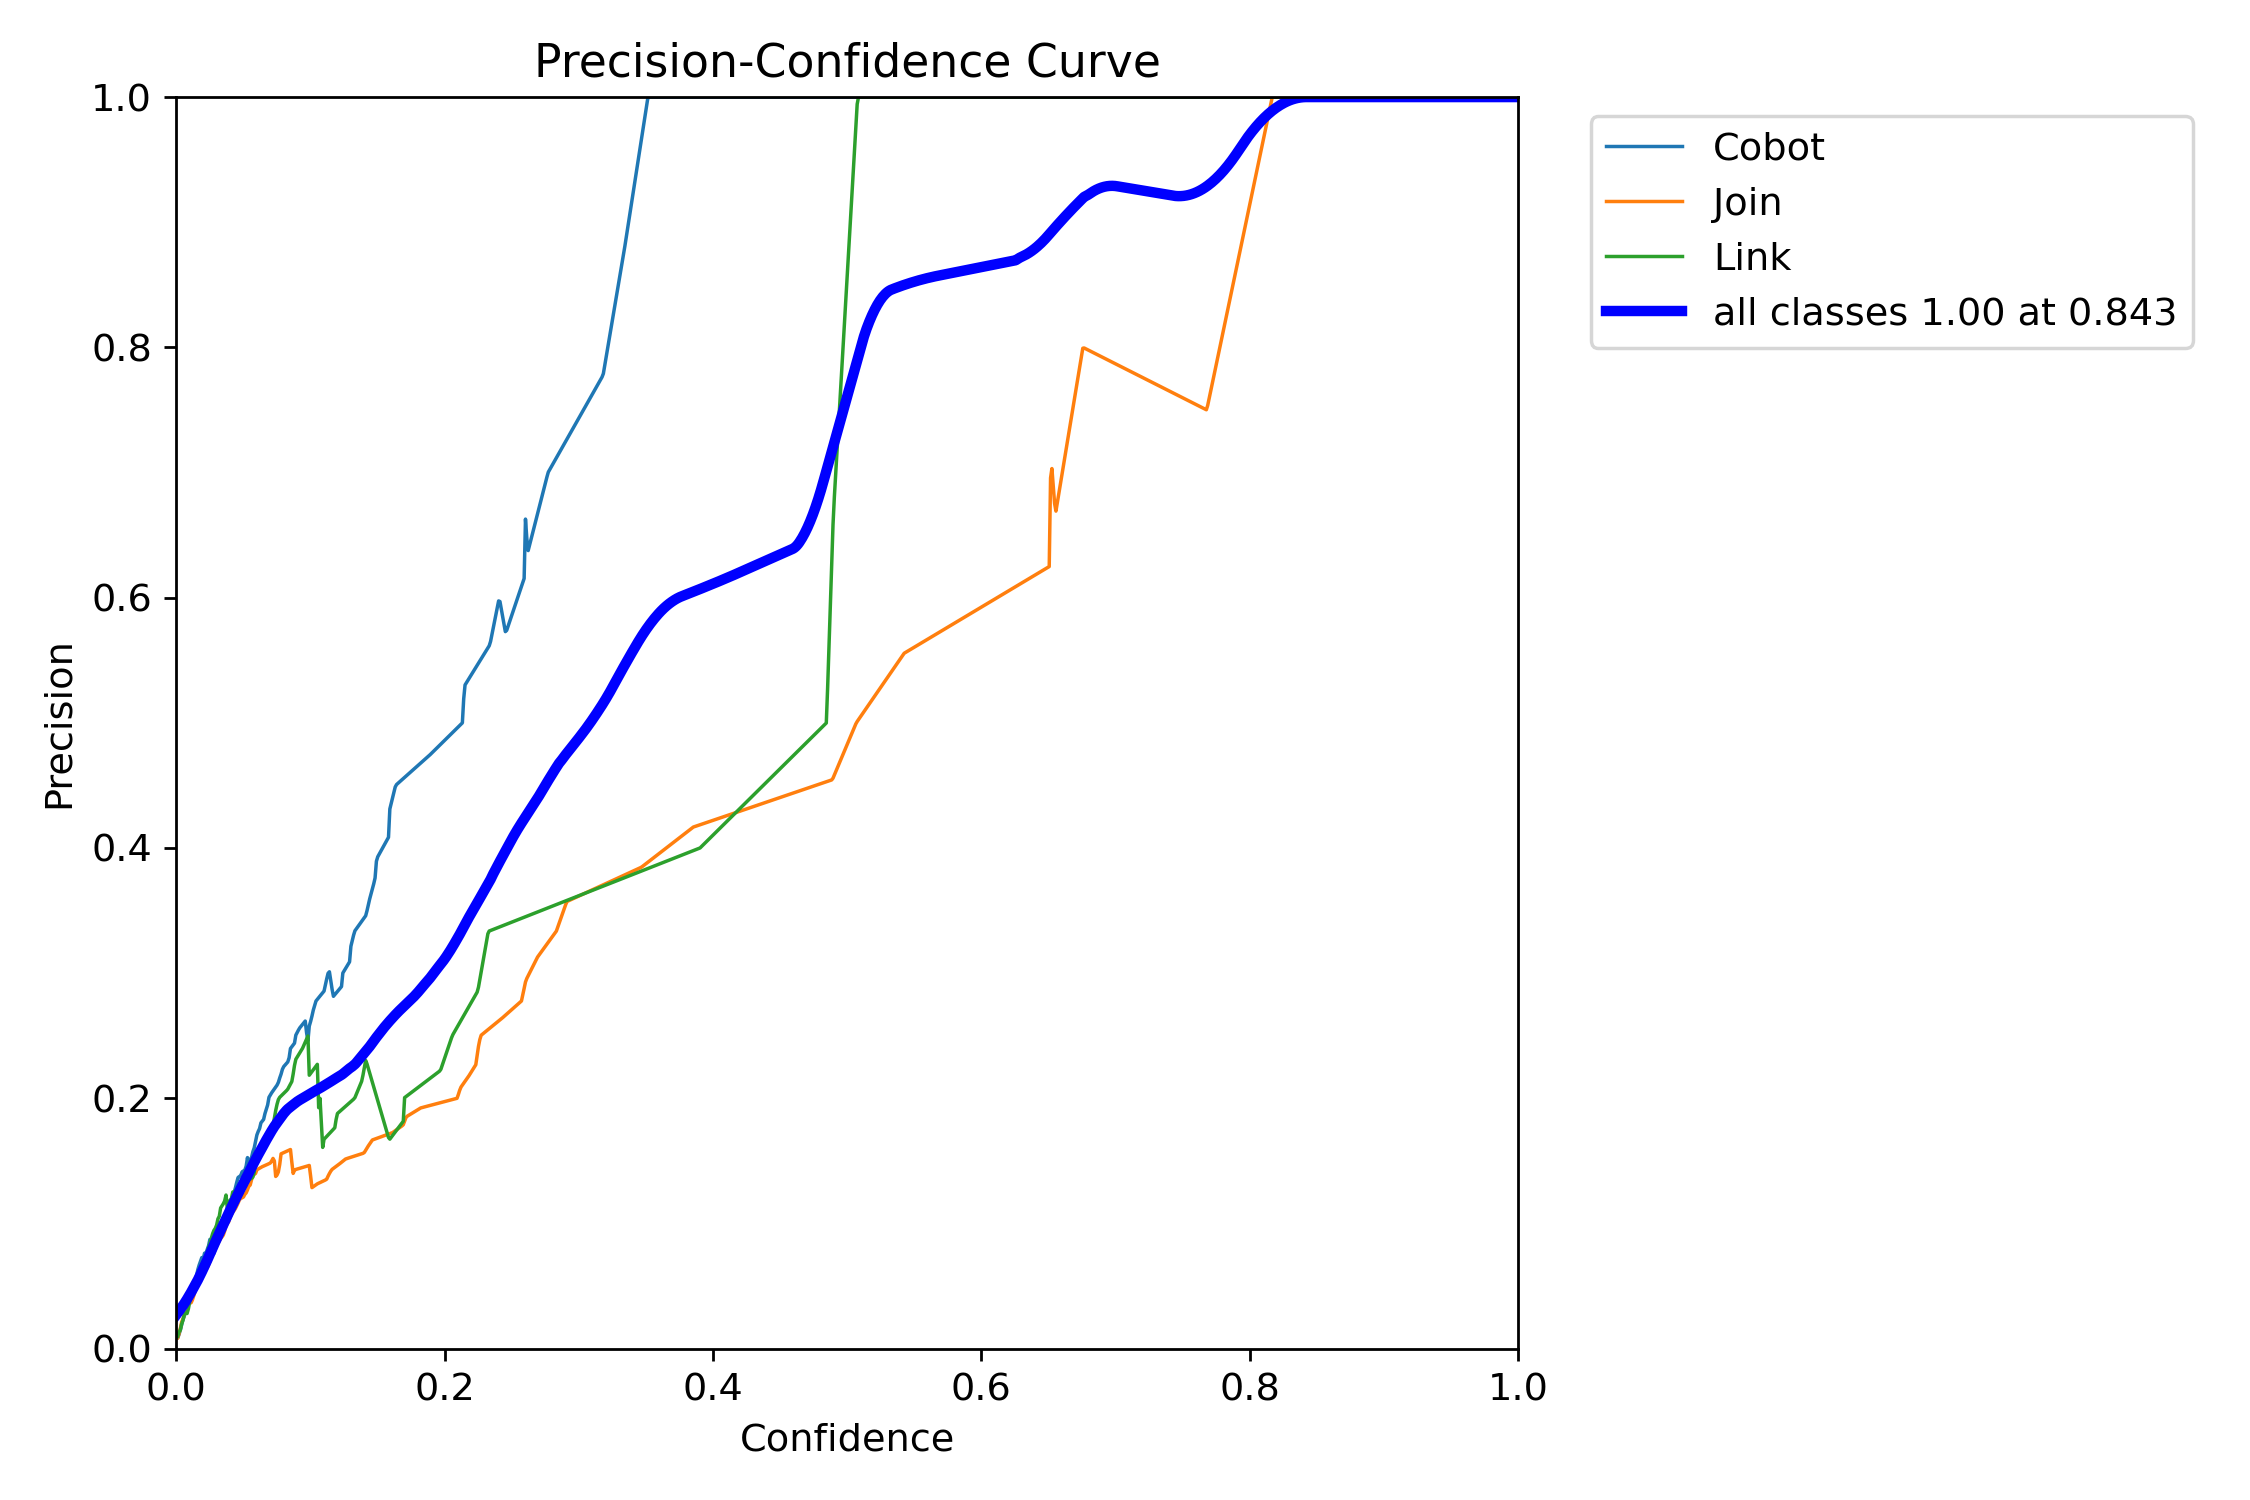 Precision-Confidence Curve
1.0
0.8
0.6
0.4
0.2
0.0
Precision
0.0 0.2 0.4 0.6 0.8 1.0
Confidence
Cobot
Join
Link
all classes 1.00 at 0.843